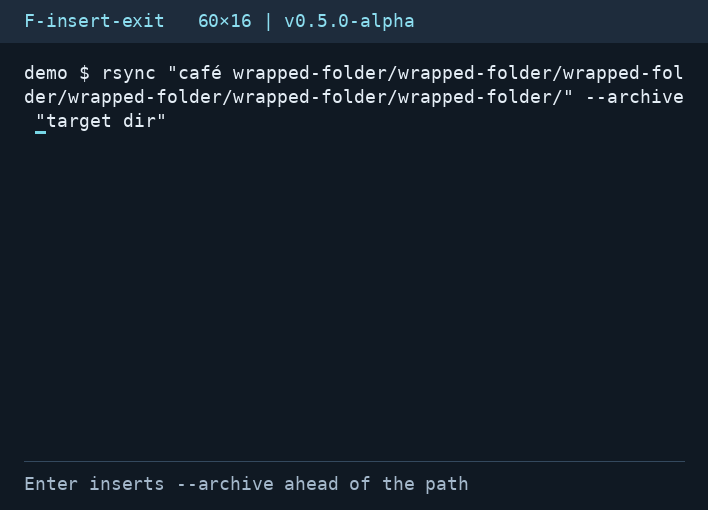 F-insert-exit   60×16 | v0.5.0-alpha
demo $ rsync "café wrapped-folder/wrapped-folder/wrapped-fol
der/wrapped-folder/wrapped-folder/wrapped-folder/" --archive
 "target dir"
Enter inserts --archive ahead of the path